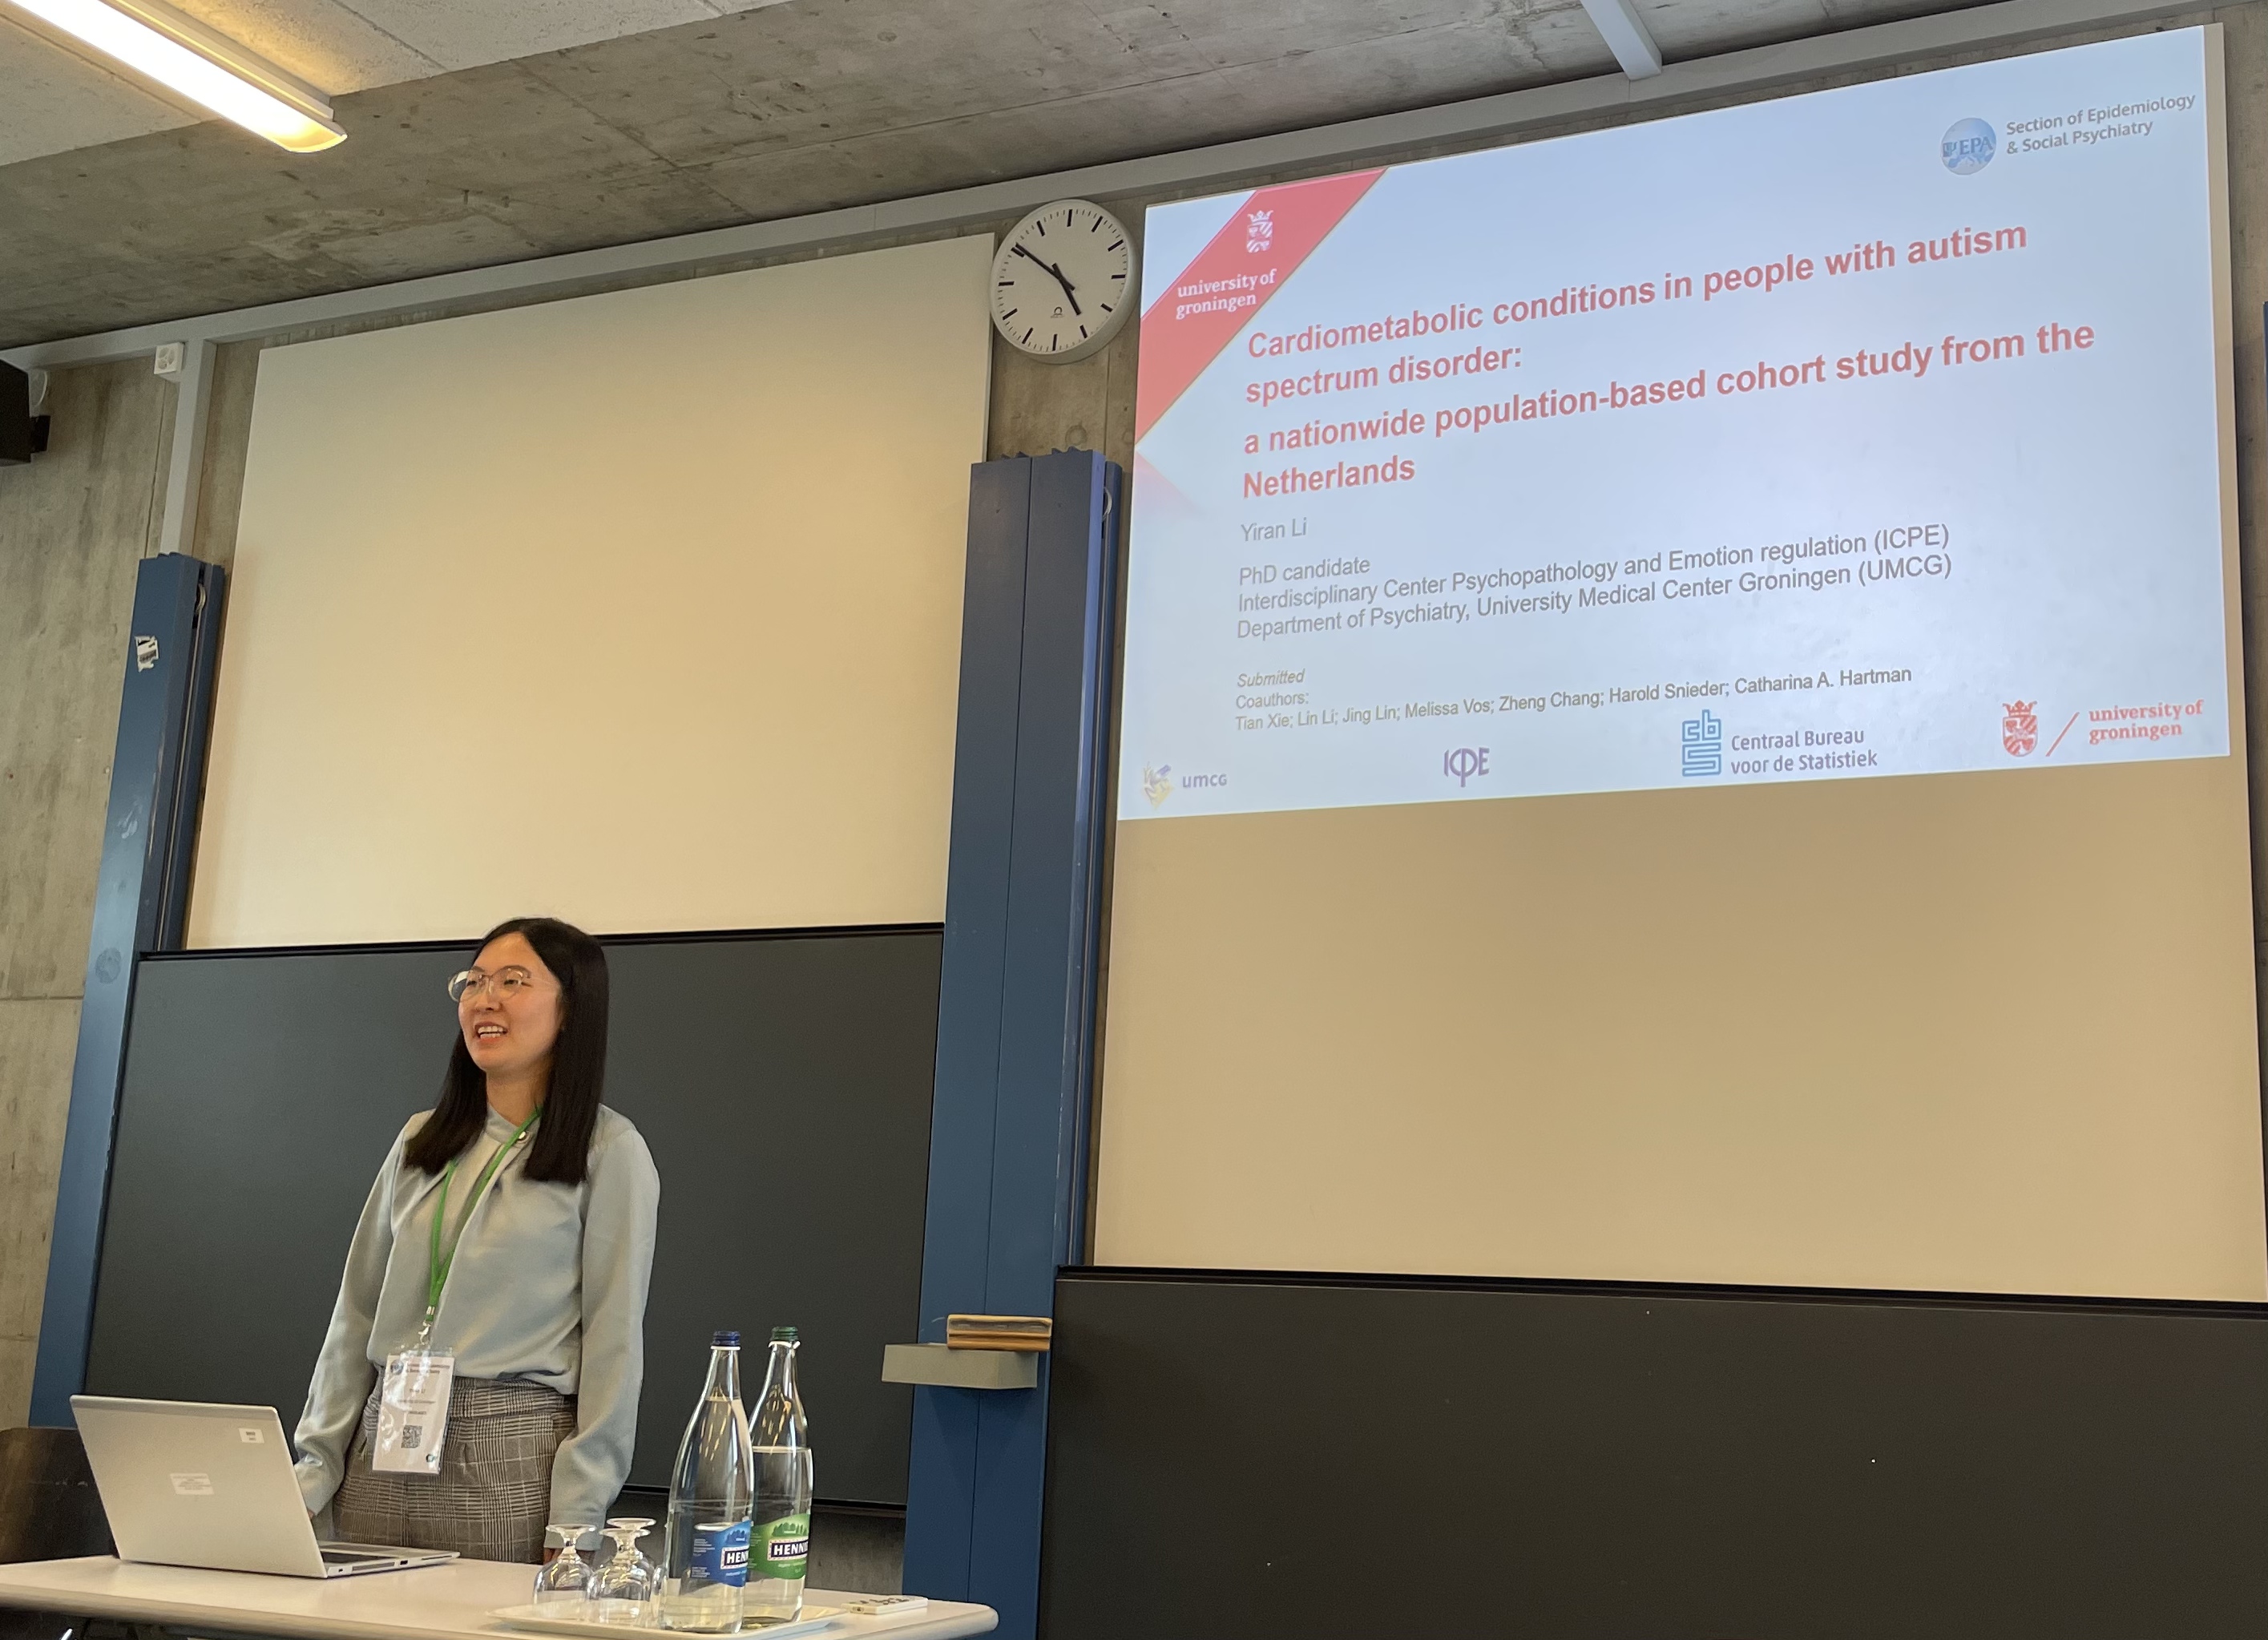 EPA
Section of Epidemiology
& Social Psychiatry
university of
groningen
Cardiometabolic conditions in people with autism
spectrum disorder:
a nationwide population-based cohort study from the
Netherlands
Yiran Li
PhD candidate
Interdisciplinary Center Psychopathology and Emotion regulation (ICPE)
Department of Psychiatry, University Medical Center Groningen (UMCG)
Submitted
Coauthors:
Tian Xie; Lin Li; Jing Lin; Melissa Vos; Zheng Chang; Harold Snieder; Catharina A. Hartman
umcg
ICPE
cbs
Centraal Bureau
voor de Statistiek
university of
groningen
HEN
HENNI